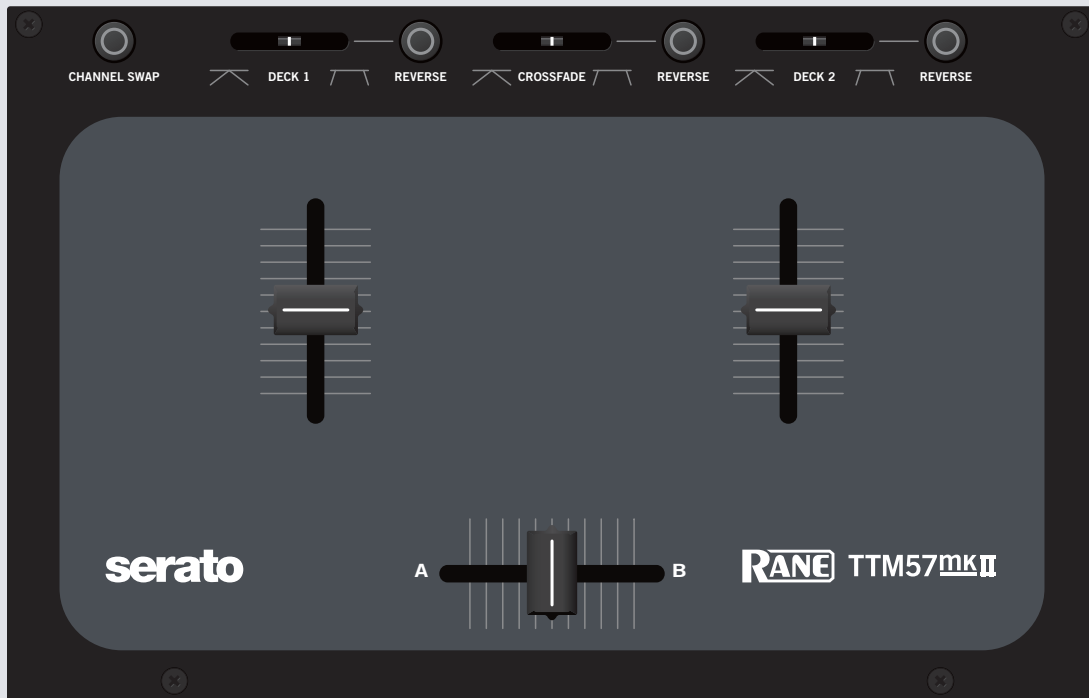 CHANNEL SWAP DECK 1 REVERSE CROSSFADE REVERSE DECK 2 REVERSE
A B
serato RANE TTM57mkII